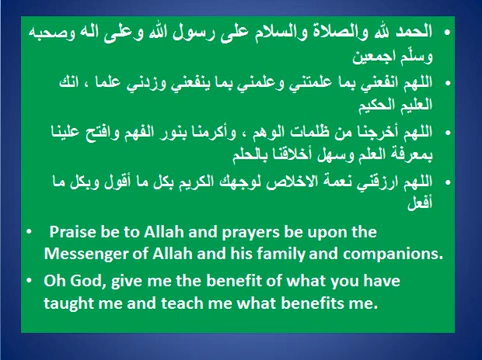 • الحمد لله والصلاة والسلام على رسول الله وعلى اله وصحبه
وسلّم اجمعين
• اللهم انفعني بما علمتني وعلمني بما ينفعني وزدني علما ، انك
العليم الحكيم
• اللهم أخرجنا من ظلمات الوهم ، وأكرمنا بنور الفهم وافتح علينا
بمعرفة العلم وسهل أخلاقنا بالحلم
• اللهم ارزقني نعمة الاخلاص لوجهك الكريم بكل ما أقول وبكل ما
أفعل
• Praise be to Allah and prayers be upon the
Messenger of Allah and his family and companions.
• Oh God, give me the benefit of what you have
taught me and teach me what benefits me.